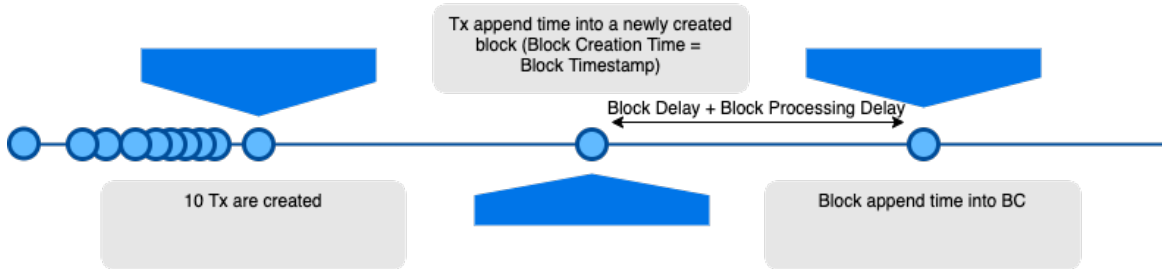 Tx append time into a newly created
block (Block Creation Time =
Block Timestamp)
Block Delay + Block Processing Delay
10 Tx are created
Block append time into BC